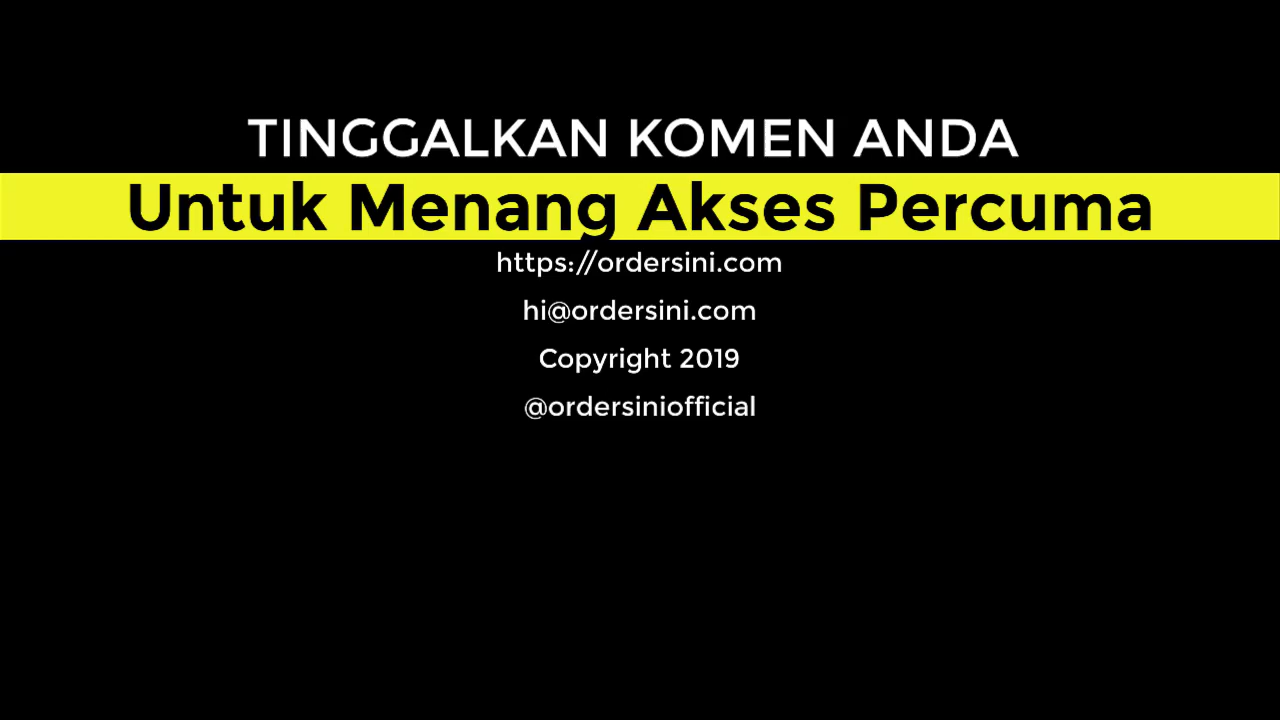 TINGGALKAN KOMEN ANDA
Untuk Menang Akses Percuma
https://ordersini.com
hi@ordersini.com
Copyright 2019
@ordersiniofficial